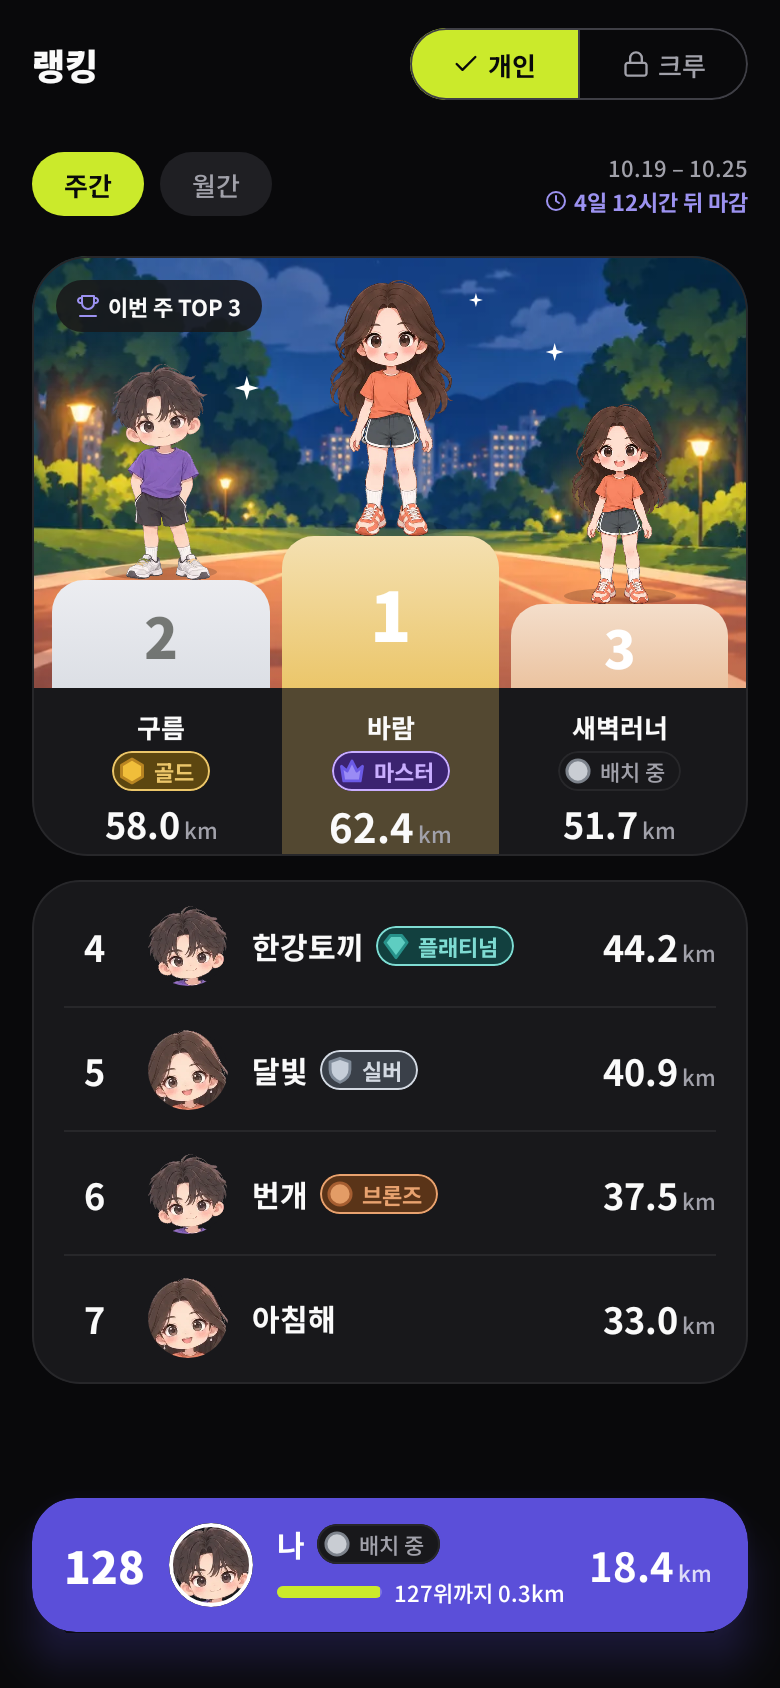 랭킹
개인
크루
주간
월간
10.19 – 10.25
4일 12시간 뒤 마감
이번 주 TOP 3
2
1
3
구름
골드
58.0 km
바람
마스터
62.4 km
새벽러너
배치 중
51.7 km
4 한강토끼 플래티넘 44.2 km
5 달빛 실버 40.9 km
6 번개 브론즈 37.5 km
7 아침해 33.0 km
128 나 배치 중 18.4 km
127위까지 0.3km